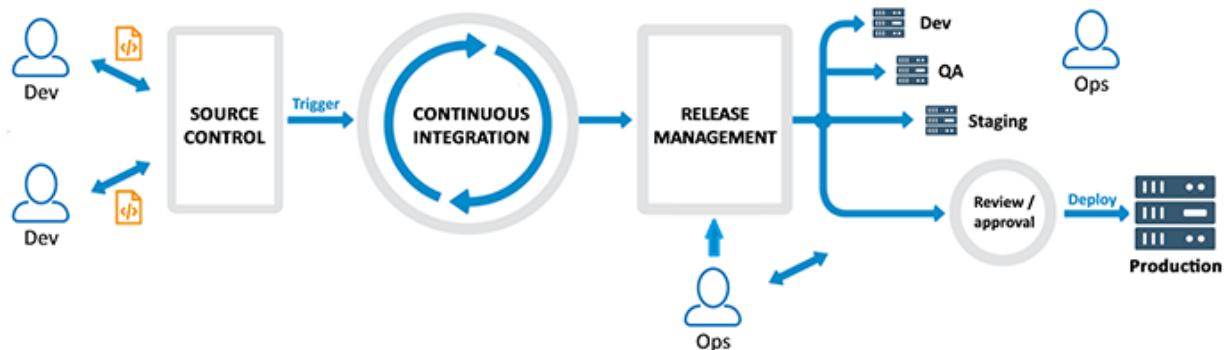 Dev
Dev
SOURCE
CONTROL
Trigger
CONTINUOUS
INTEGRATION
RELEASE
MANAGEMENT
Ops
Dev
QA
Staging
Ops
Review /
approval
Deploy
Production